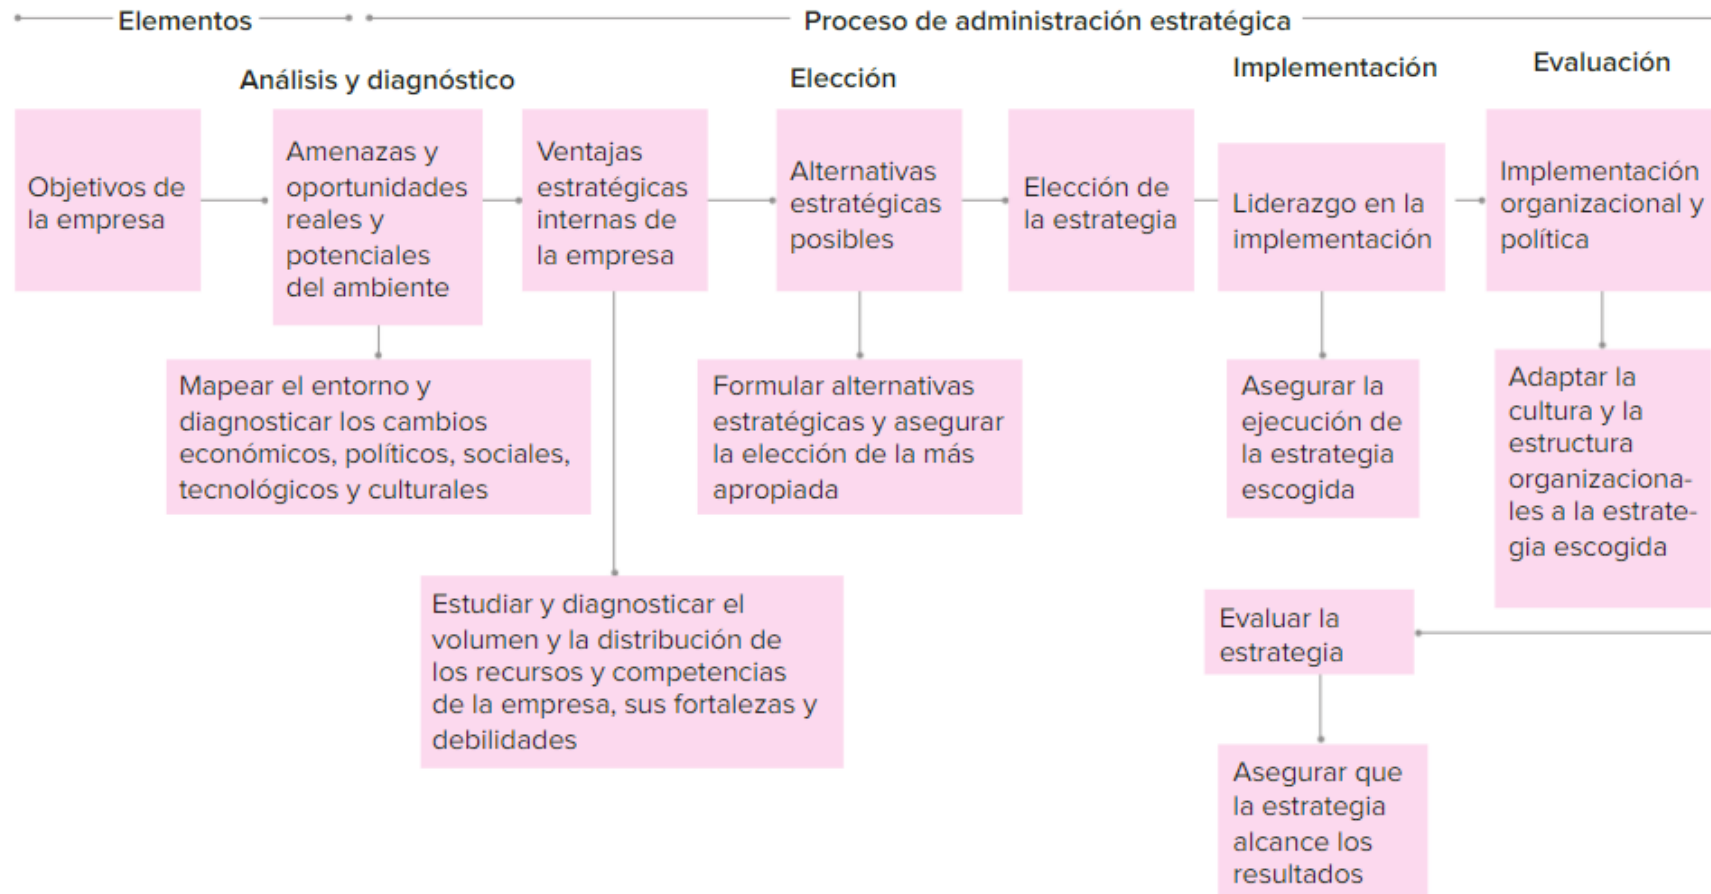 Elementos
Proceso de administración estratégica
Análisis y diagnóstico
Elección
Implementación
Evaluación
Objetivos de
la empresa
Amenazas y
oportunidades
reales y
potenciales
del ambiente
Ventajas
estratégicas
internas de
la empresa
Alternativas
estratégicas
posibles
Elección de
la estrategia
Liderazgo en la
implementación
Implementación
organizacional y
política
Mapear el entorno y
diagnosticar los cambios
económicos, políticos, sociales,
tecnológicos y culturales
Formular alternativas
estratégicas y asegurar
la elección de la más
apropiada
Asegurar la
ejecución de
la estrategia
escogida
Adaptar la
cultura y la
estructura
organizaciona-
les a la estrate-
gia escogida
Estudiar y diagnosticar el
volumen y la distribución de
los recursos y competencias
de la empresa, sus fortalezas y
debilidades
Evaluar la
estrategia
Asegurar que
la estrategia
alcance los
resultados